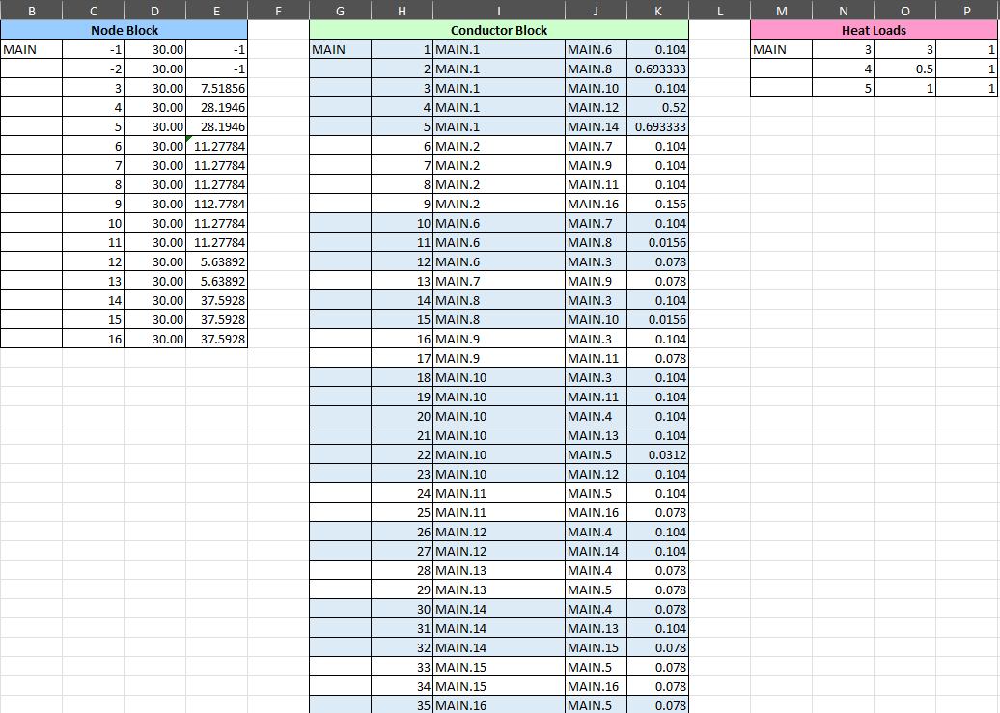 B C D E F G H I J K L M N O P
Node Block Conductor Block Heat Loads
MAIN -1 30.00 -1 MAIN 1 MAIN.1 MAIN.6 0.104 MAIN 3 3 1
-2 30.00 -1 2 MAIN.1 MAIN.8 0.693333 4 0.5 1
3 30.00 7.51856 3 MAIN.1 MAIN.10 0.104 5 1 1
4 30.00 28.1946 4 MAIN.1 MAIN.12 0.52
5 30.00 28.1946 5 MAIN.1 MAIN.14 0.693333
6 30.00 11.27784 6 MAIN.2 MAIN.7 0.104
7 30.00 11.27784 7 MAIN.2 MAIN.9 0.104
8 30.00 11.27784 8 MAIN.2 MAIN.11 0.104
9 30.00 112.7784 9 MAIN.2 MAIN.16 0.156
10 30.00 11.27784 10 MAIN.6 MAIN.7 0.104
11 30.00 11.27784 11 MAIN.6 MAIN.8 0.0156
12 30.00 5.63892 12 MAIN.6 MAIN.3 0.078
13 30.00 5.63892 13 MAIN.7 MAIN.9 0.078
14 30.00 37.5928 14 MAIN.8 MAIN.3 0.104
15 30.00 37.5928 15 MAIN.8 MAIN.10 0.0156
16 30.00 37.5928 16 MAIN.9 MAIN.3 0.104
17 MAIN.9 MAIN.11 0.078
18 MAIN.10 MAIN.3 0.104
19 MAIN.10 MAIN.11 0.104
20 MAIN.10 MAIN.4 0.104
21 MAIN.10 MAIN.13 0.104
22 MAIN.10 MAIN.5 0.0312
23 MAIN.10 MAIN.12 0.104
24 MAIN.11 MAIN.5 0.104
25 MAIN.11 MAIN.16 0.078
26 MAIN.12 MAIN.4 0.104
27 MAIN.12 MAIN.14 0.104
28 MAIN.13 MAIN.4 0.078
29 MAIN.13 MAIN.5 0.078
30 MAIN.14 MAIN.4 0.078
31 MAIN.14 MAIN.13 0.104
32 MAIN.14 MAIN.15 0.078
33 MAIN.15 MAIN.5 0.078
34 MAIN.15 MAIN.16 0.078
35 MAIN.16 MAIN.5 0.078